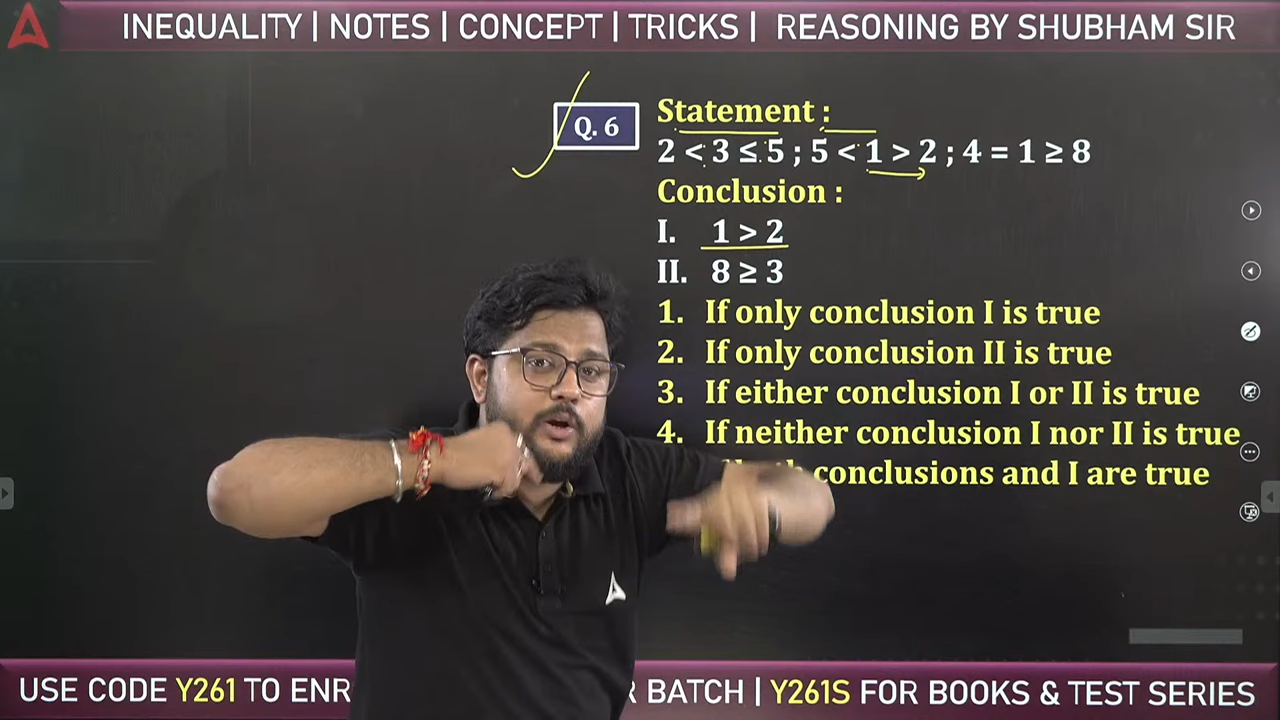 INEQUALITY | NOTES | CONCEPT | TRICKS | REASONING BY SHUBHAM SIR
Q. 6
Statement :
2 < 3 ≤ 5 ; 5 < 1 > 2 ; 4 = 1 ≥ 8
Conclusion :
I. 1 > 2
II. 8 ≥ 3
1. If only conclusion I is true
2. If only conclusion II is true
3. If either conclusion I or II is true
4. If neither conclusion I nor II is true
conclusions and I are true
USE CODE Y261 TO ENR R BATCH | Y261S FOR BOOKS & TEST SERIES